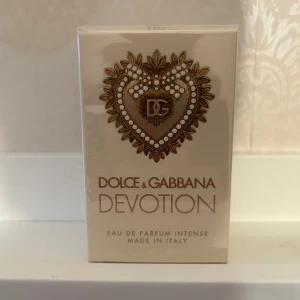 DG
DOLCE & GABBANA
DEVOTION
EAU DE PARFUM INTENSE
MADE IN ITALY